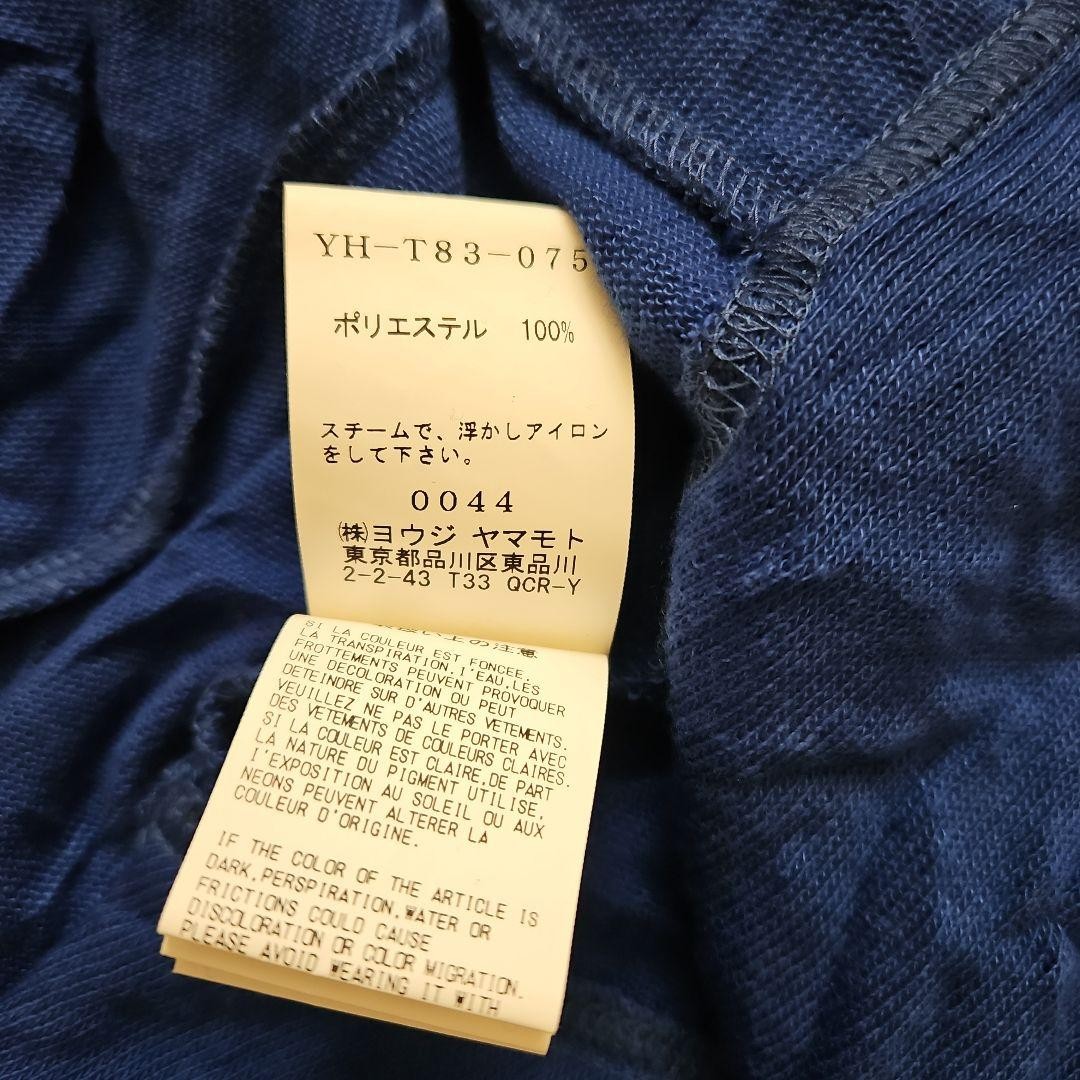 YH-T83-075
ポリエステル 100%
スチームで、浮かしアイロン
をして下さい。
0044
㈱ヨウジ ヤマモト
東京都品川区東品川
2-2-43 T33 QCR-Y
い上の注意
SI LA COULEUR EST FONCEE,
LA TRANSPIRATION,l'EAU,LES
FROTTEMENTS PEUVENT PROVOQUER
UNE DECOLORATION OU PEUT
DETEINDRE SUR D'AUTRES VETEMENTS.
VEUILLEZ NE PAS LE PORTER AVEC
DES VETEMENTS DE COULEURS CLAIRES.
SI LA COULEUR EST CLAIRE,DE PART
LA NATURE DU PIGMENT UTILISE,
l'EXPOSITION AU SOLEIL OU AUX
NEONS PEUVENT ALTERER LA
COULEUR D'ORIGINE.
IF THE COLOR OF THE ARTICLE IS
DARK,PERSPIRATION,WATER OR
FRICTIONS COULD CAUSE
DISCOLORATION OR COLOR MIGRATION.
PLEASE AVOID WEARING IT WITH